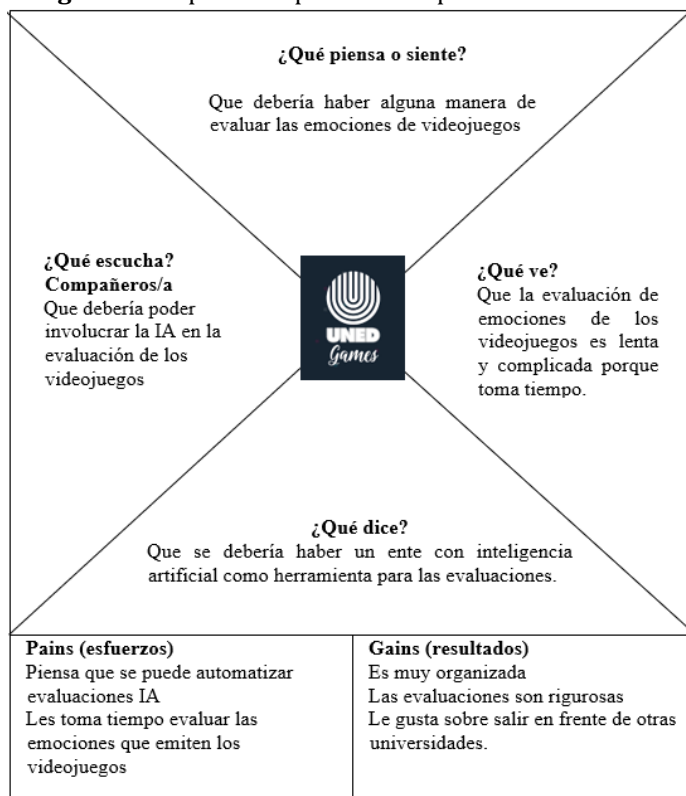 ¿Qué piensa o siente?
Que debería haber alguna manera de
evaluar las emociones de videojuegos
¿Qué escucha?
Compañeros/a
Que debería poder
involucrar la IA en la
evaluación de los
videojuegos
UNED
Games
¿Qué ve?
Que la evaluación de
emociones de los
videojuegos es lenta
y complicada porque
toma tiempo.
¿Qué dice?
Que se debería haber un ente con inteligencia
artificial como herramienta para las evaluaciones.
Pains (esfuerzos)
Piensa que se puede automatizar
evaluaciones IA
Les toma tiempo evaluar las
emociones que emiten los
videojuegos
Gains (resultados)
Es muy organizada
Las evaluaciones son rigurosas
Le gusta sobre salir en frente de otras
universidades.